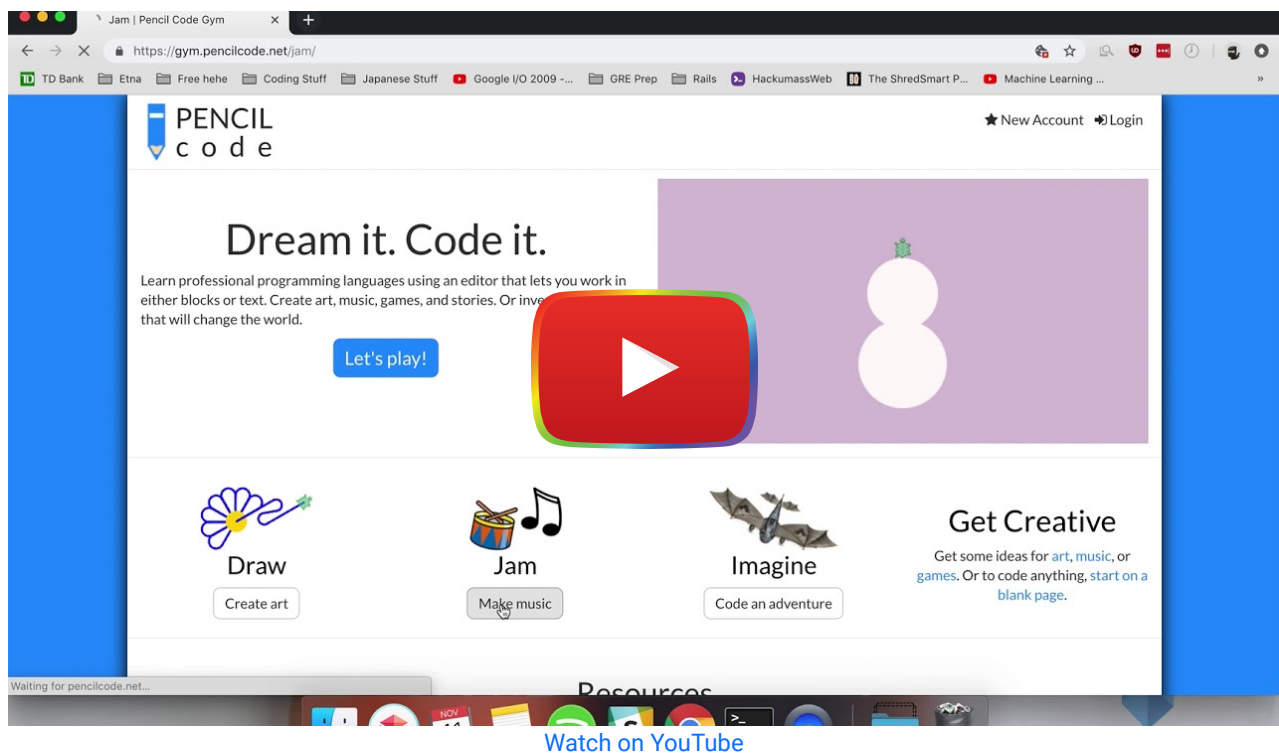 Jam | Pencil Code Gym
https://gym.pencilcode.net/jam/
TD Bank Etna Free hehe Coding Stuff Japanese Stuff Google I/O 2009 -... GRE Prep Rails HackumassWeb The ShredSmart P... Machine Learning ... »
PENCIL
code
New Account Login
Dream it. Code it.
Learn professional programming languages using an editor that lets you work in
either blocks or text. Create art, music, games, and stories. Or inve
that will change the world.
Let's play!
Draw
Create art
Jam
Make music
Imagine
Code an adventure
Get Creative
Get some ideas for art, music, or
games. Or to code anything, start on a
blank page.
Resources
Waiting for pencilcode.net...
NOV
Watch on YouTube